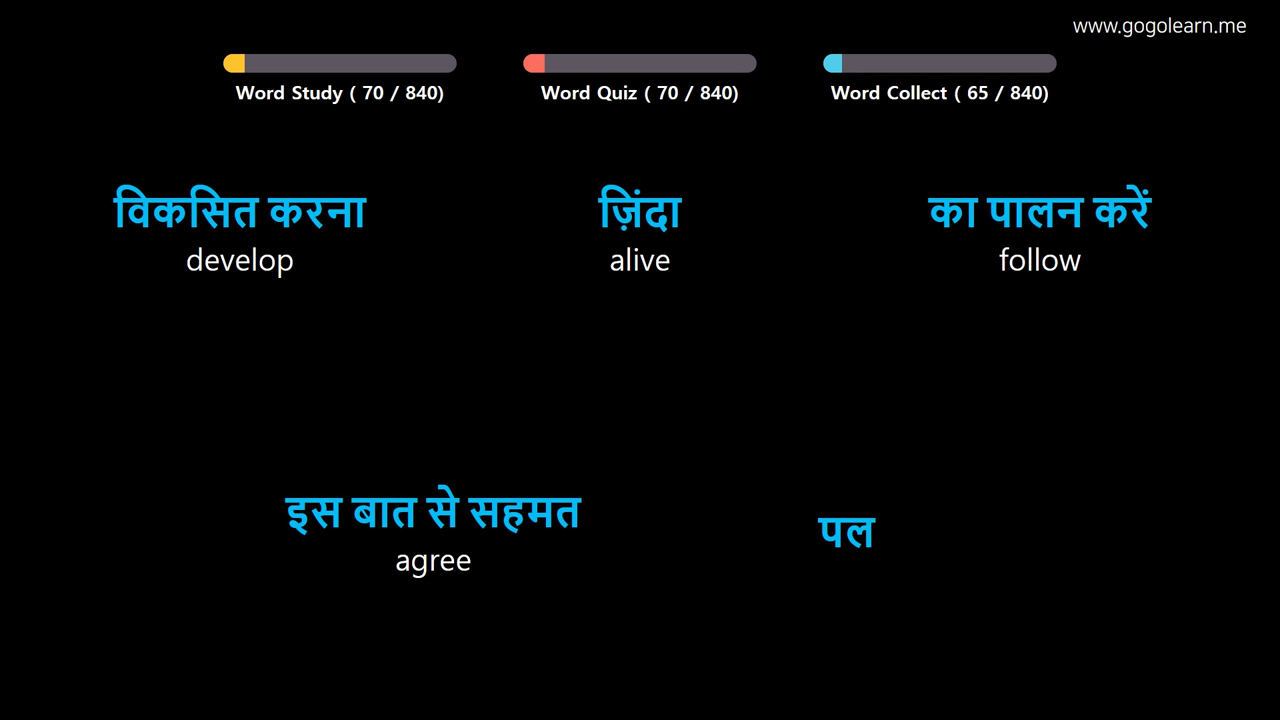 www.gogolearn.me
Word Study ( 70 / 840)
Word Quiz ( 70 / 840)
Word Collect ( 65 / 840)
विकसित करना
develop
ज़िंदा
alive
का पालन करें
follow
इस बात से सहमत
agree
पल